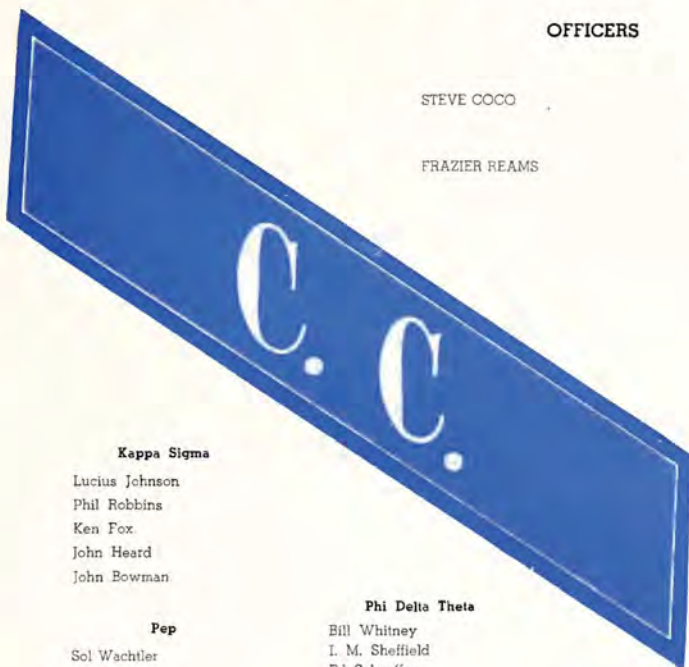 OFFICERS
STEVE COCO
FRAZIER REAMS
C. C.
Kappa Sigma
Lucius Johnson
Phil Robbins
Ken Fox
John Heard
John Bowman
Pep
Sol Wachtler
Phi Delta Theta
Bill Whitney
I. M. Sheffield